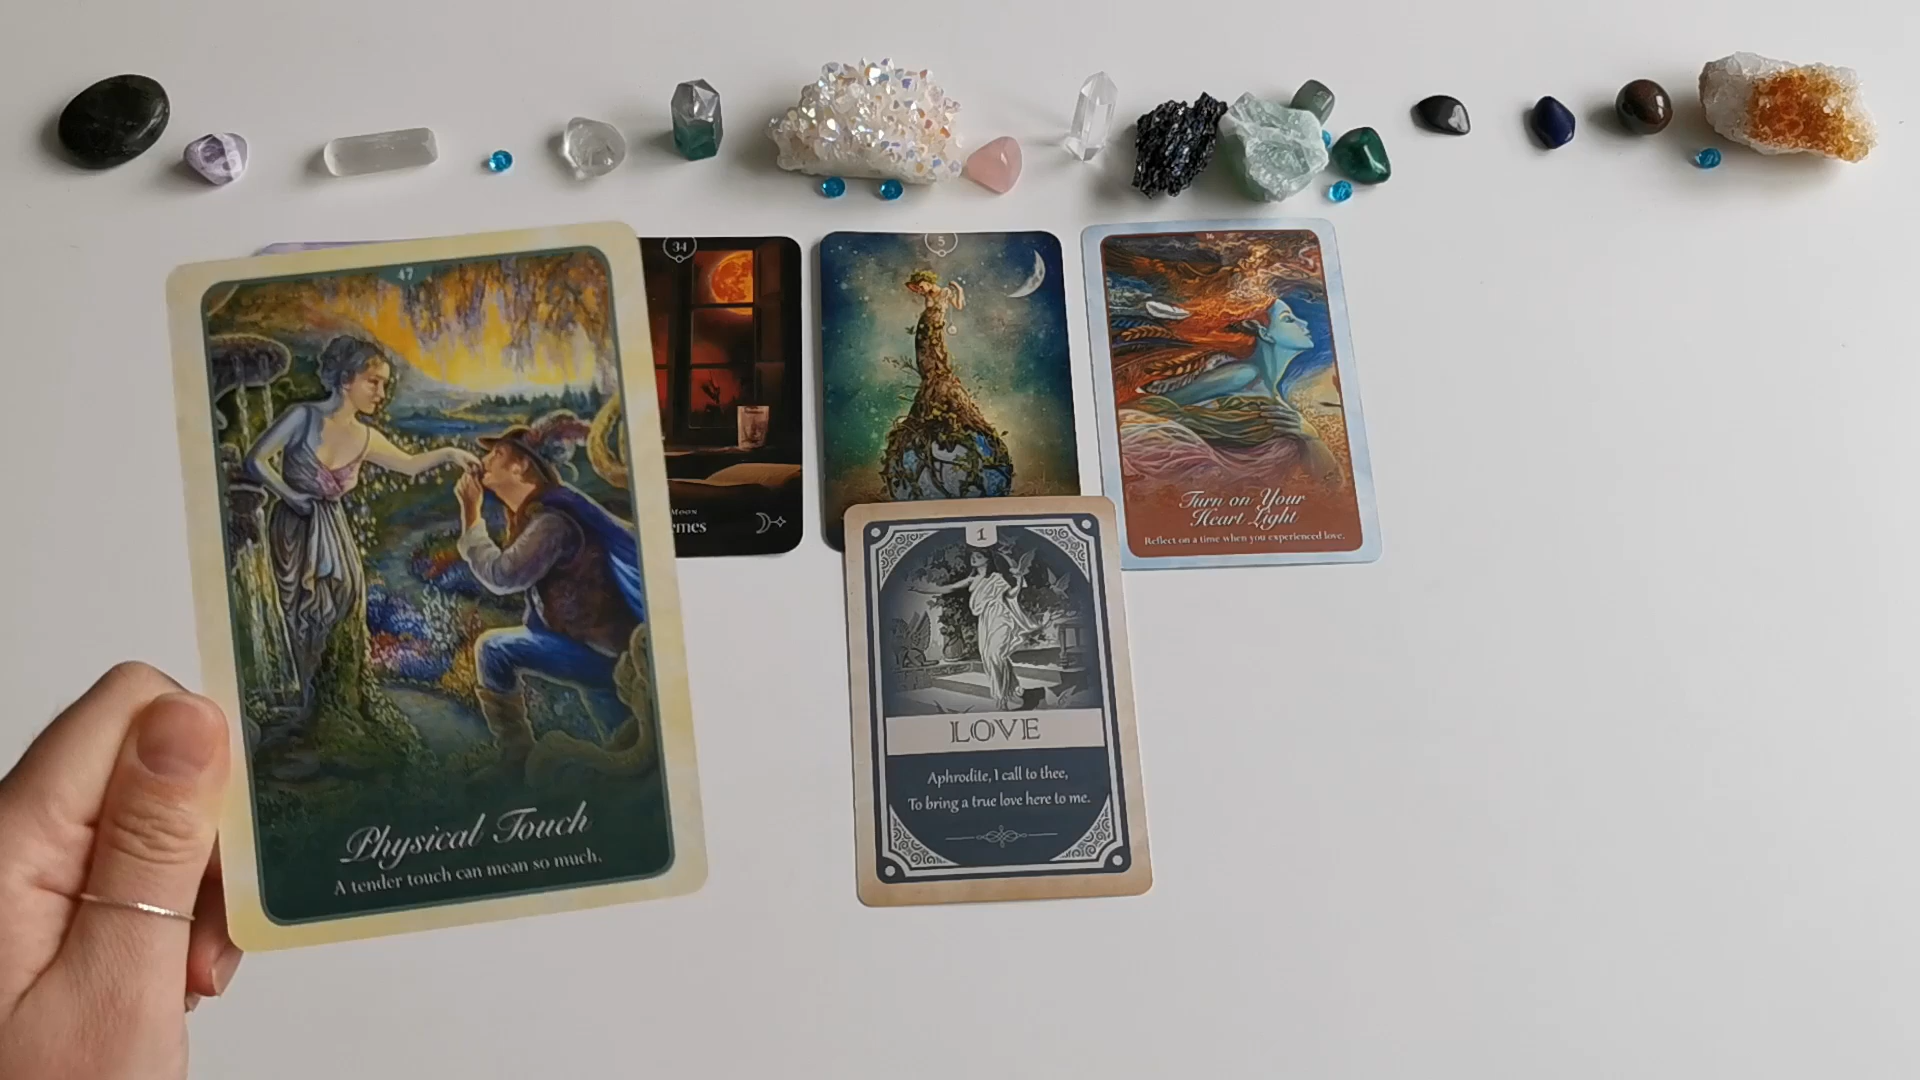 47
Physical Touch
A tender touch can mean so much.
34
Moon
emes
5
16
Turn on Your
Heart Light
Reflect on a time when you experienced love.
1
LOVE
Aphrodite, I call to thee,
To bring a true love here to me.